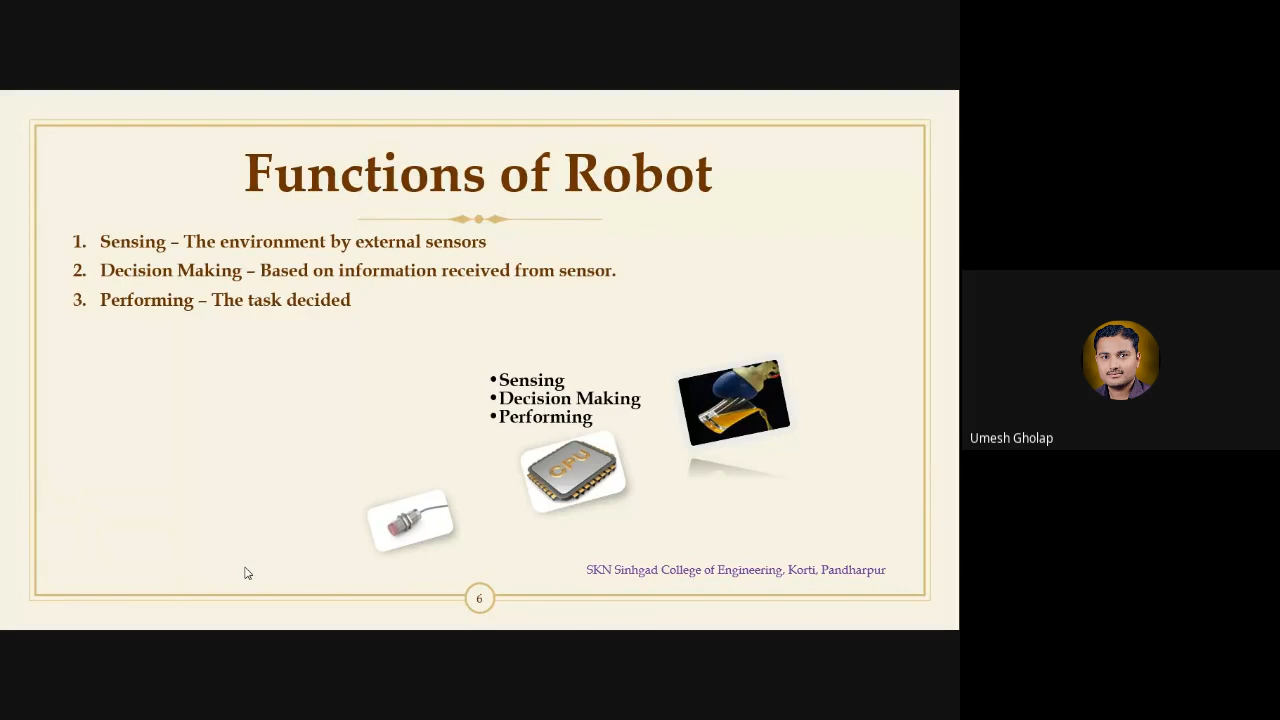 Functions of Robot
1. Sensing – The environment by external sensors
2. Decision Making – Based on information received from sensor.
3. Performing – The task decided
•Sensing
•Decision Making
•Performing
CPU
SKN Sinhgad College of Engineering, Korti, Pandharpur
6
Umesh Gholap